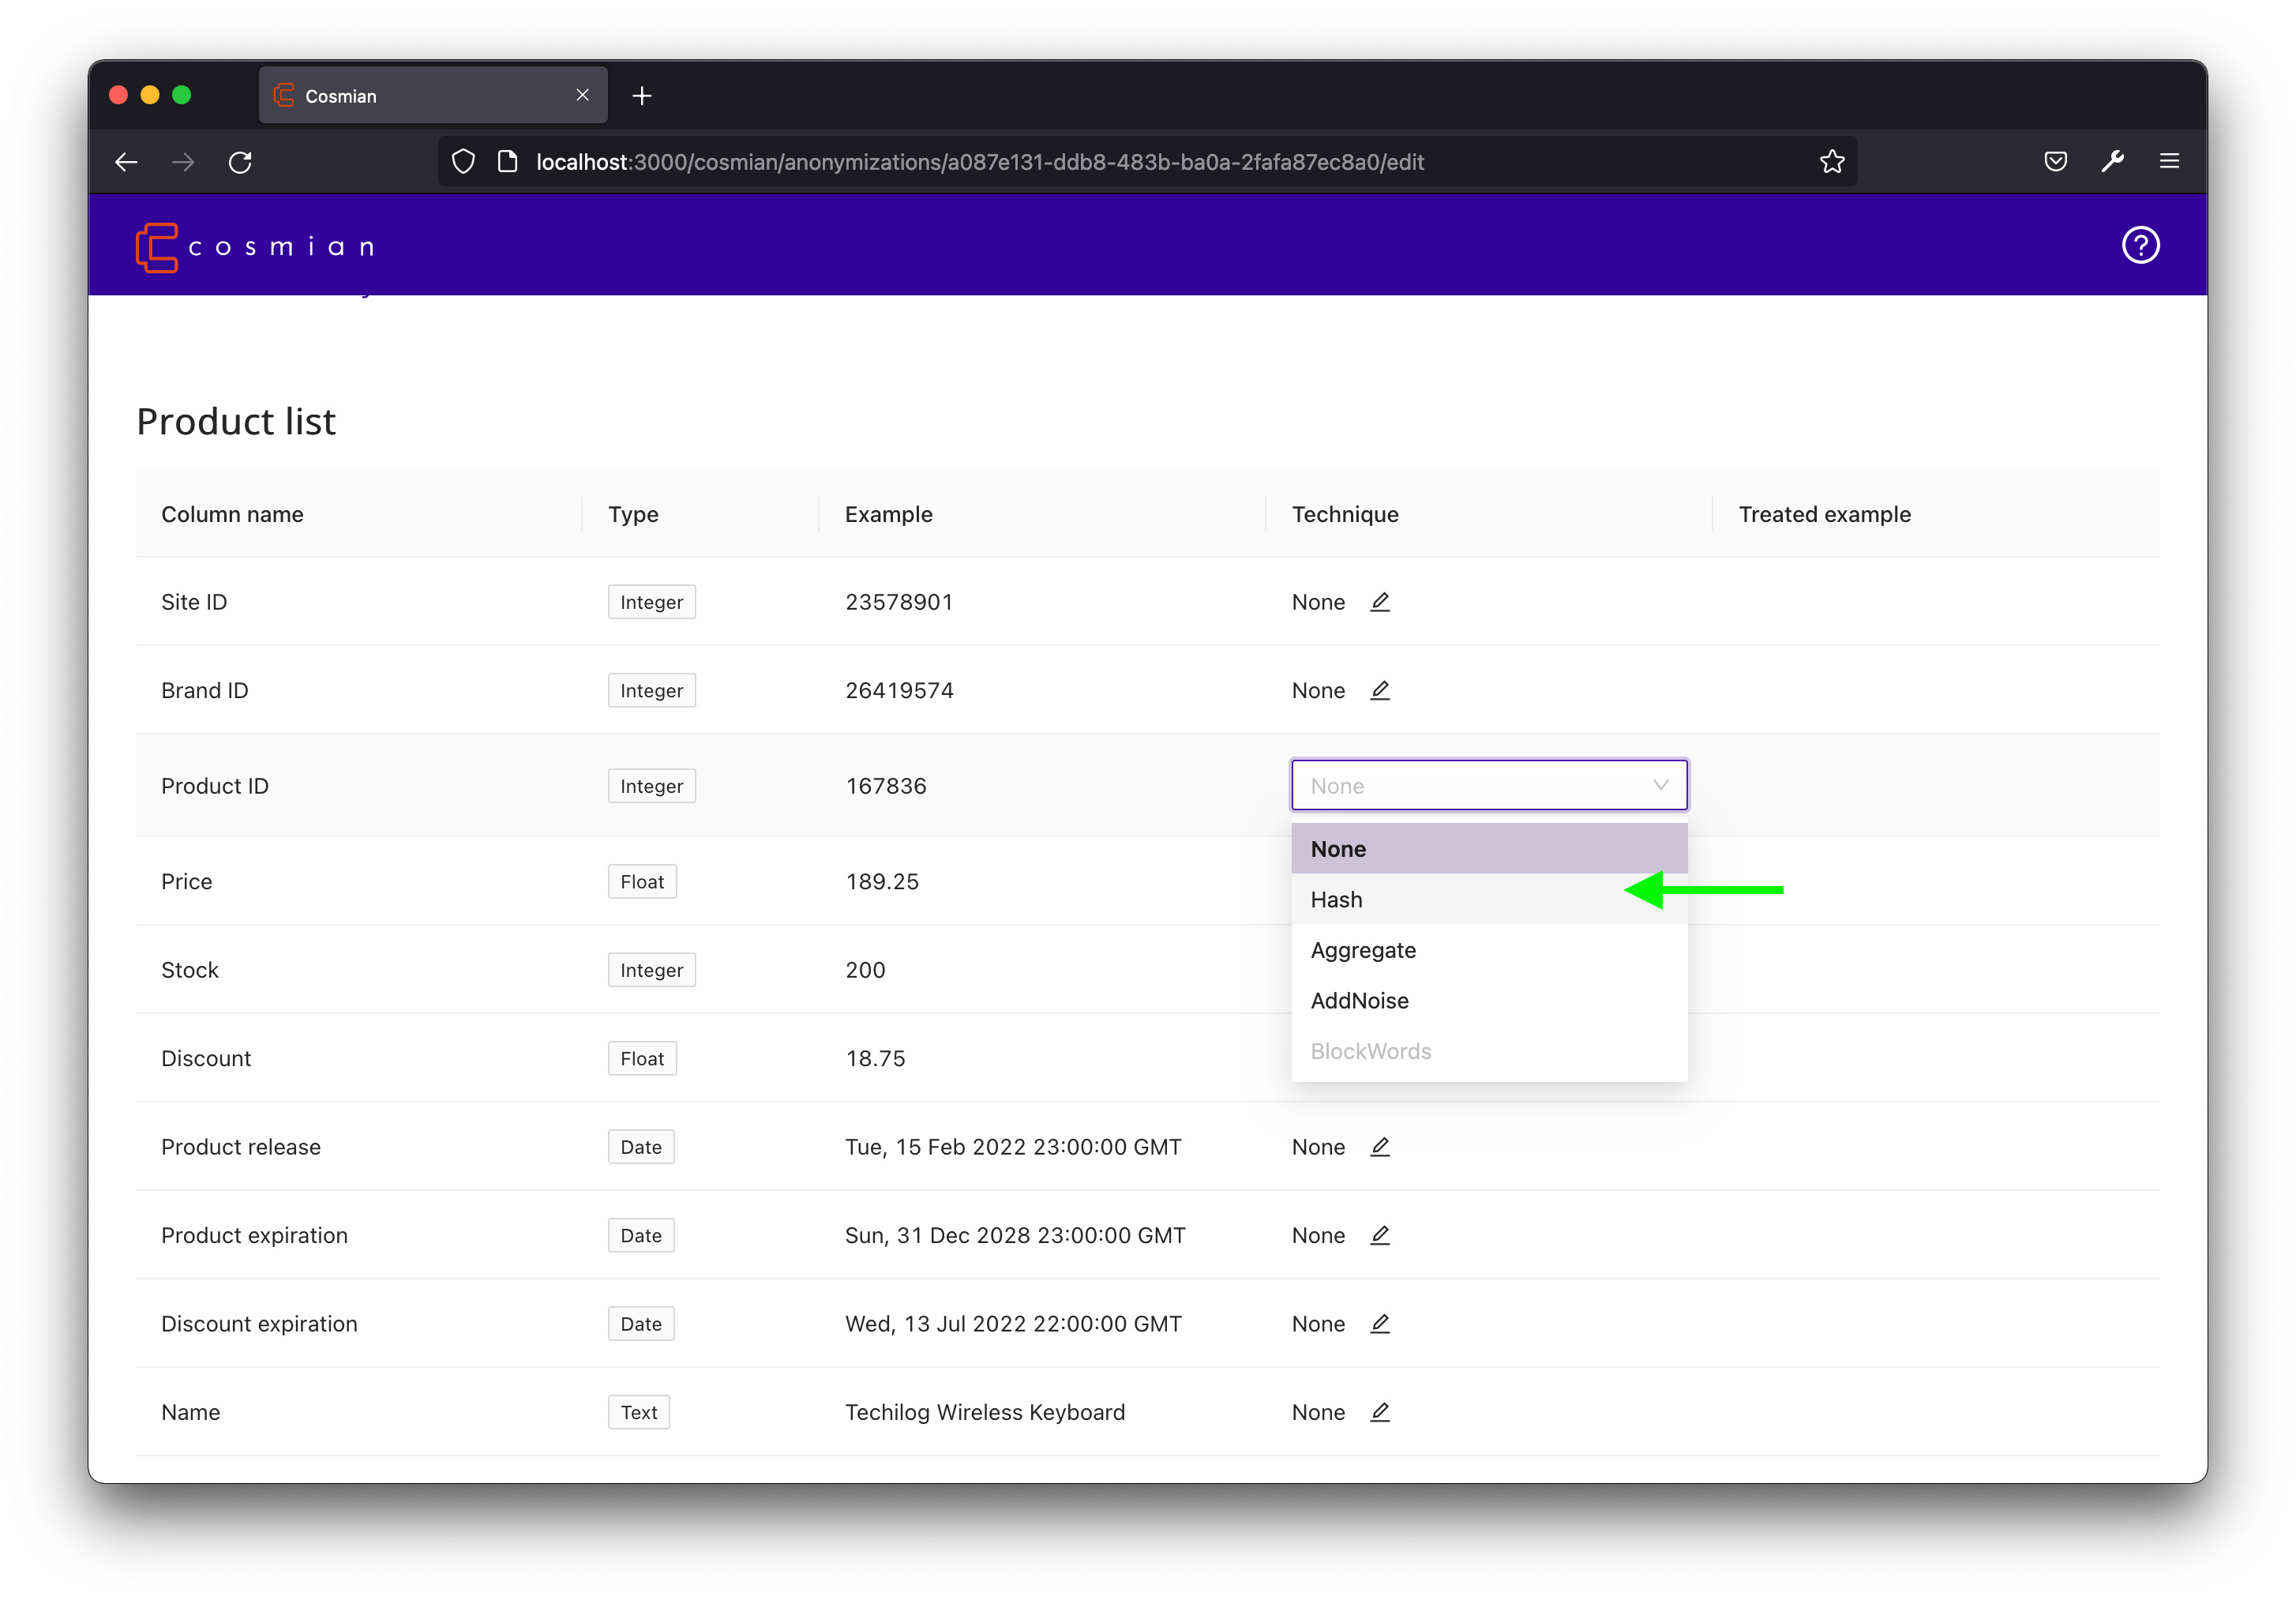 Cosmian
localhost:3000/cosmian/anonymizations/a087e131-ddb8-483b-ba0a-2fafa87ec8a0/edit
cosmian
Product list
Column name Type Example Technique Treated example
Site ID Integer 23578901 None
Brand ID Integer 26419574 None
Product ID Integer 167836 None
None
Price Float 189.25
Hash
Aggregate
Stock Integer 200
AddNoise
Discount Float 18.75
BlockWords
Product release Date Tue, 15 Feb 2022 23:00:00 GMT None
Product expiration Date Sun, 31 Dec 2028 23:00:00 GMT None
Discount expiration Date Wed, 13 Jul 2022 22:00:00 GMT None
Name Text Techilog Wireless Keyboard None